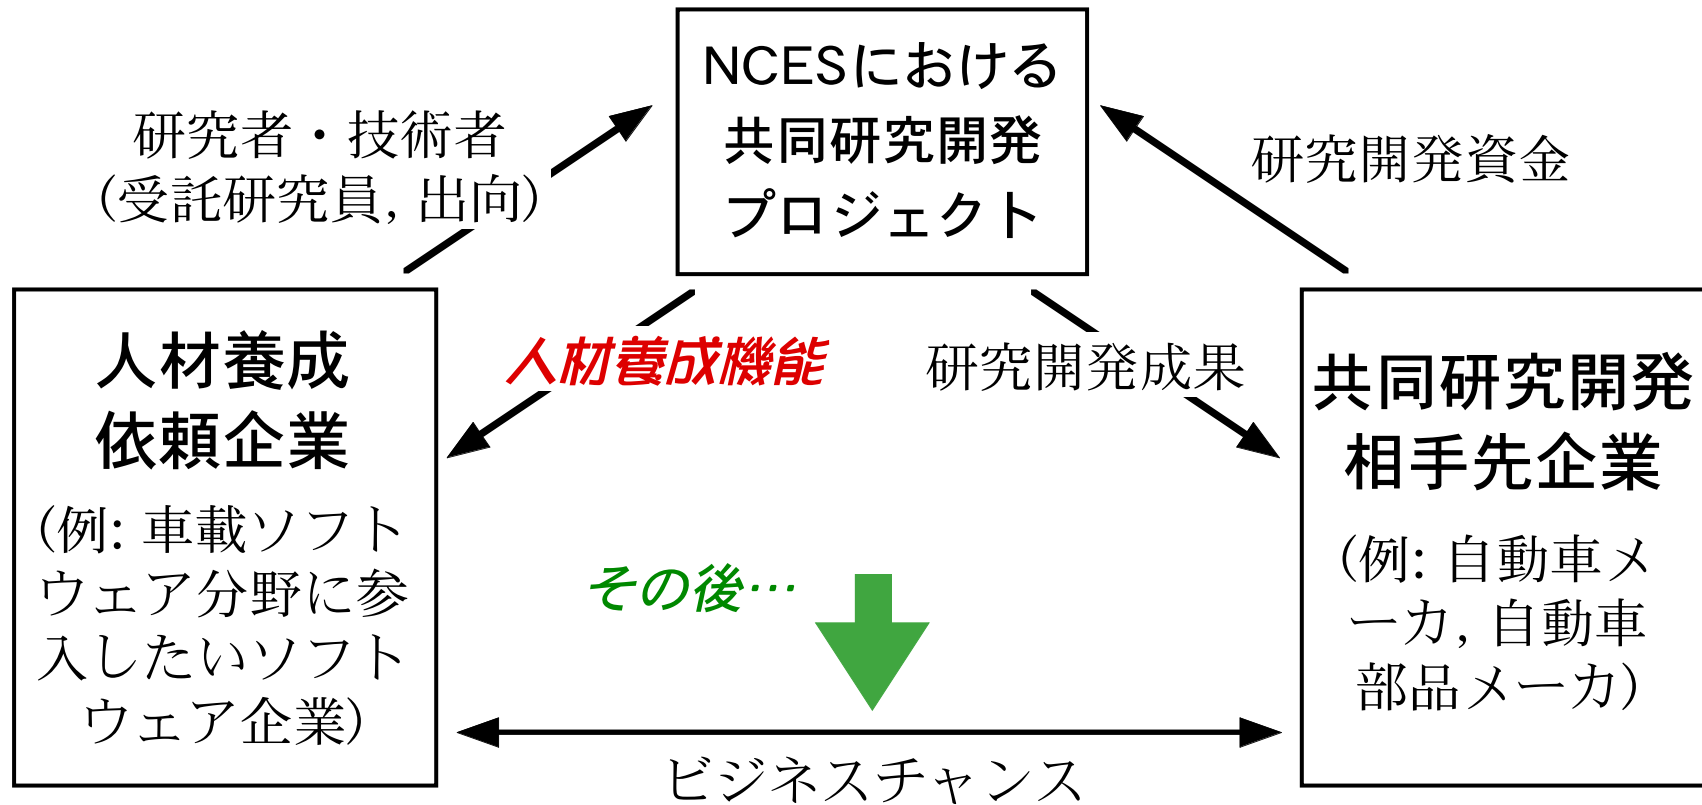 NCESにおける
共同研究開発
プロジェクト
研究者・技術者
(受託研究員, 出向)
研究開発資金
人材養成機能
研究開発成果
人材養成
依頼企業
(例: 車載ソフト
ウェア分野に参
入したいソフト
ウェア企業)
共同研究開発
相手先企業
(例: 自動車メ
ーカ, 自動車
部品メーカ)
その後…
ビジネスチャンス